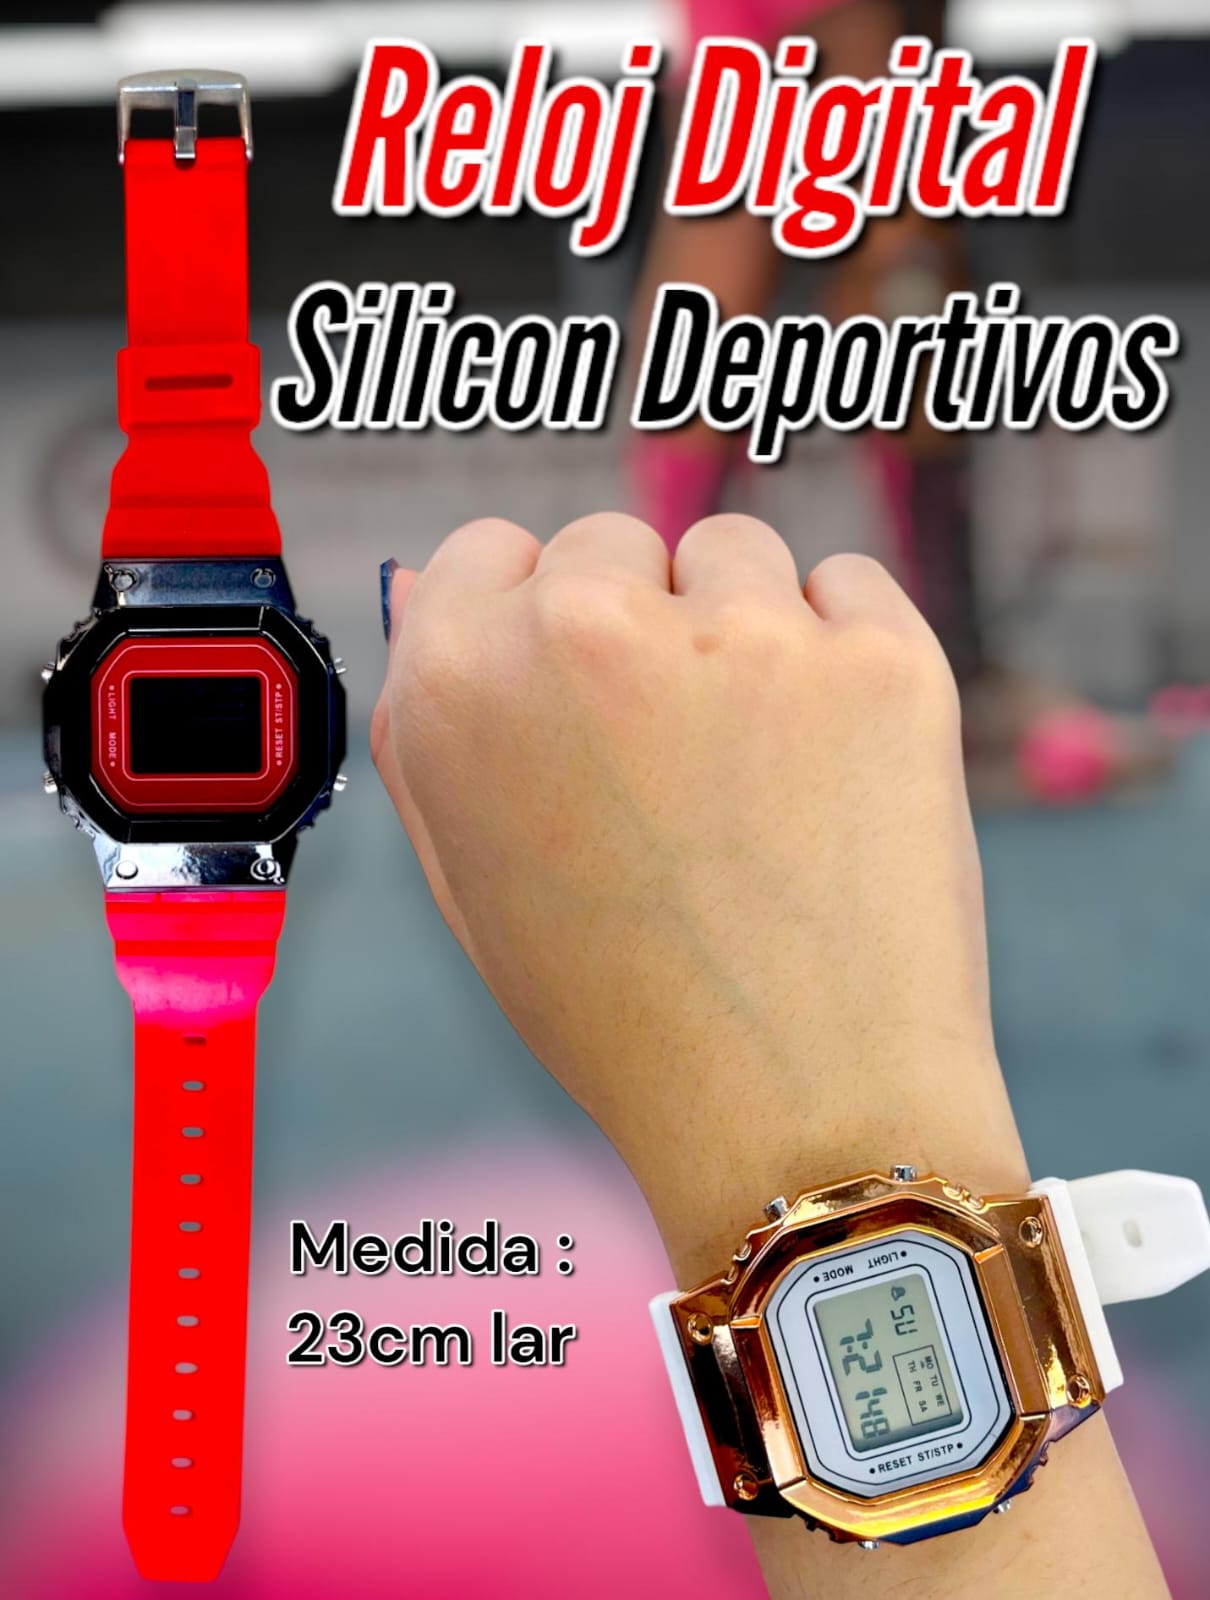 Reloj Digital
Silicon Deportivos
LIGHT MODE
RESET ST/STP
Medida :
23cm lar
LIGHT MODE
SU
MO TU WE
TH FR SA
RESET ST/STP